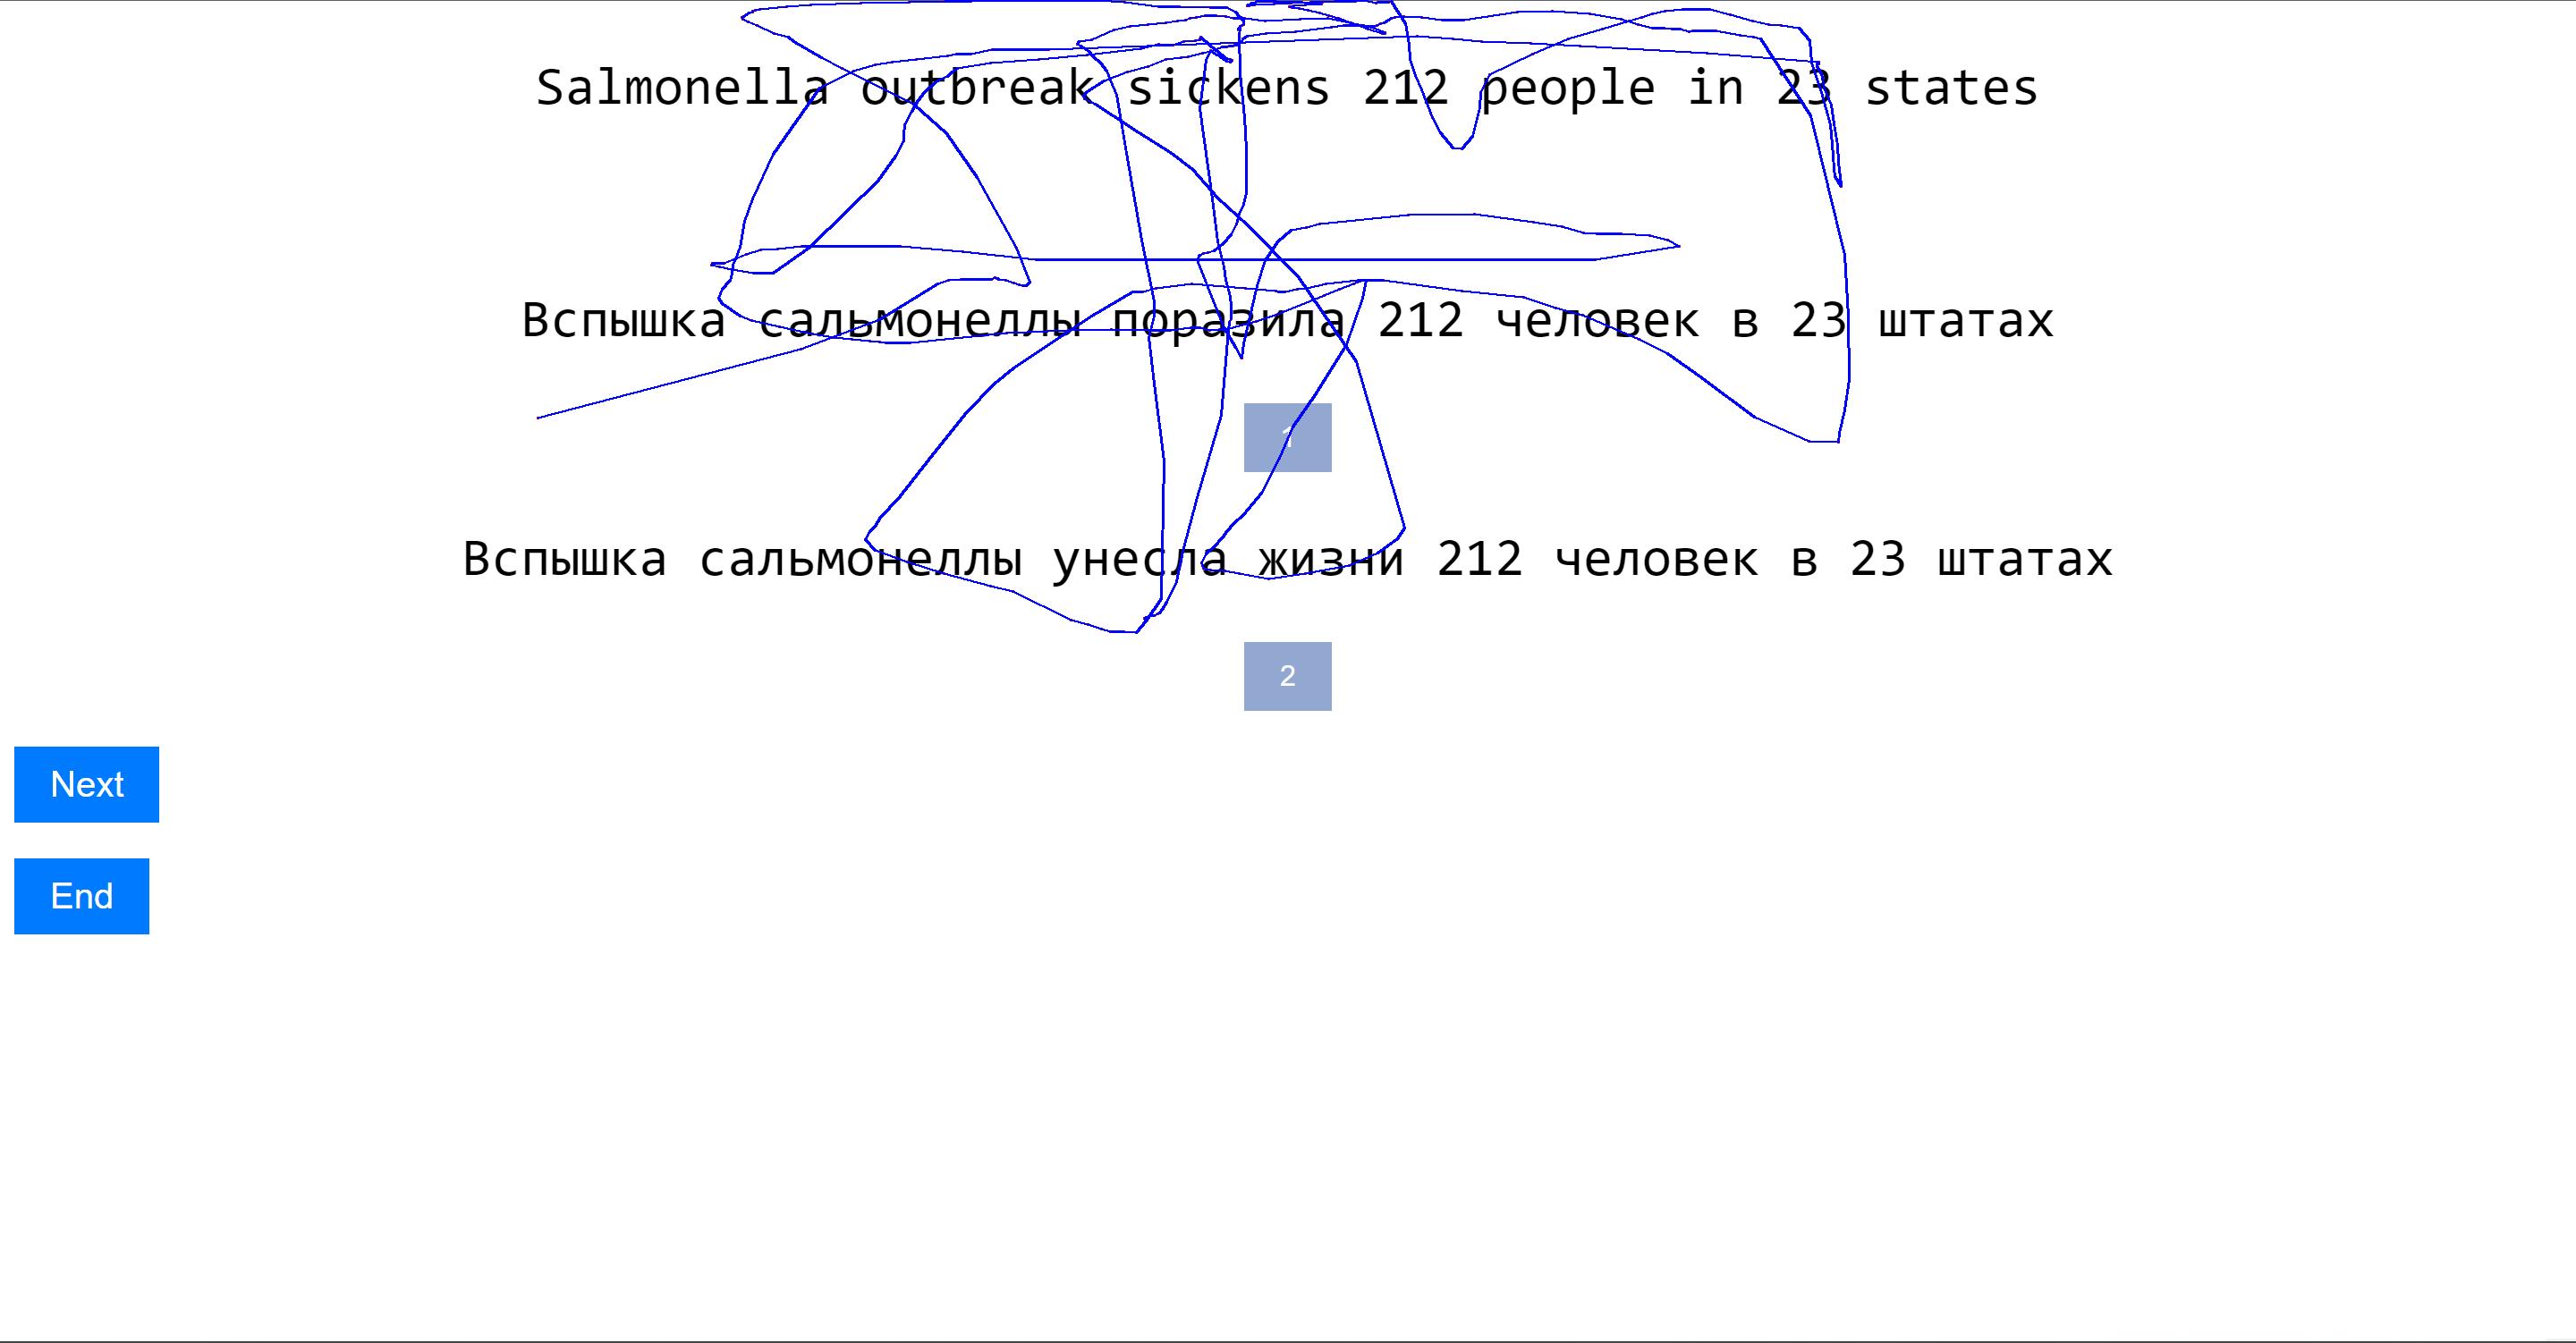 Salmonella outbreak sickens 212 people in 23 states
Вспышка сальмонеллы поразила 212 человек в 23 штатах
1
Вспышка сальмонеллы унесла жизни 212 человек в 23 штатах
2
Next
End